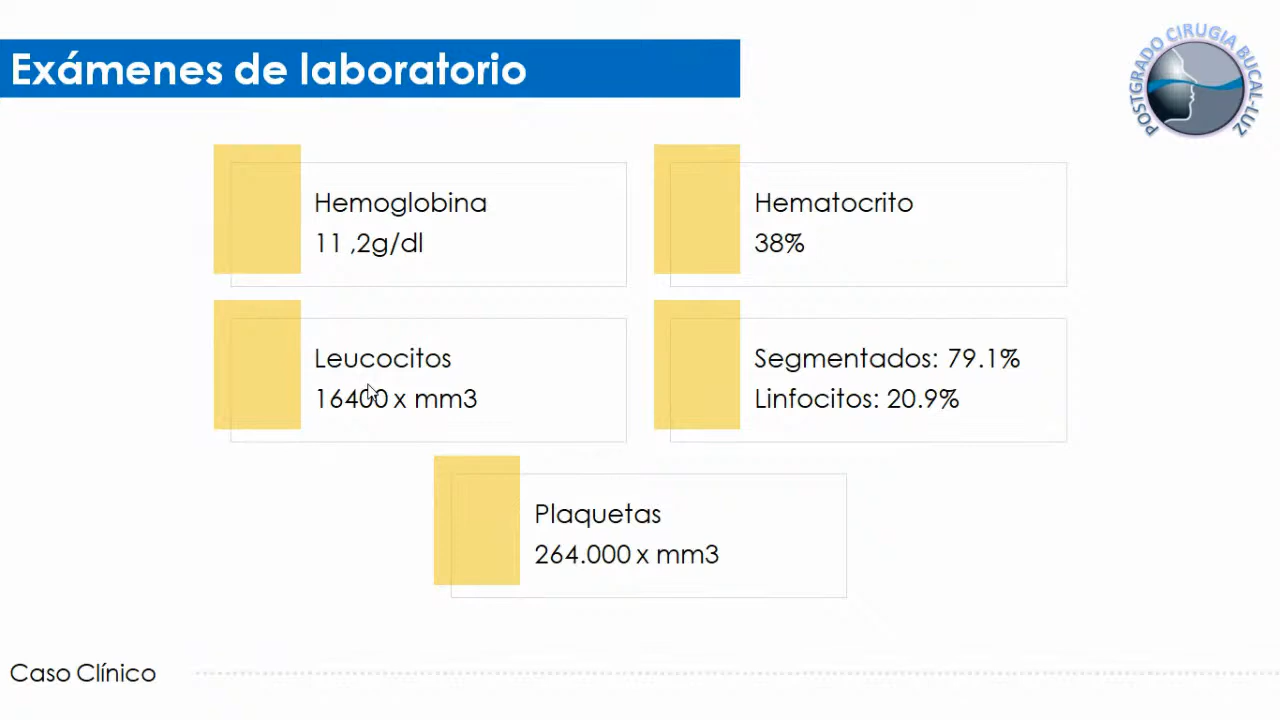 Exámenes de laboratorio
POSTGRADO CIRUGIA BUCAL-LUZ
Hemoglobina
11 ,2g/dl
Hematocrito
38%
Leucocitos
16400 x mm3
Segmentados: 79.1%
Linfocitos: 20.9%
Plaquetas
264.000 x mm3
Caso Clínico